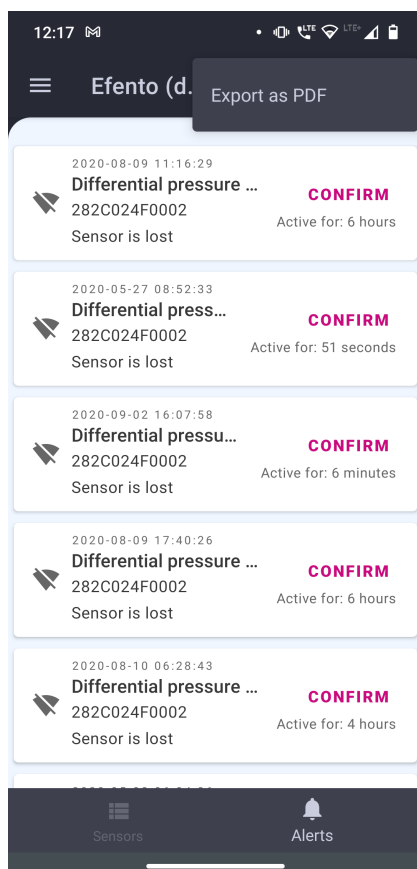 12:17
LTE LTE+
Efento (d.
Export as PDF
2020-08-09 11:16:29
Differential pressure ...
282C024F0002
Sensor is lost
CONFIRM
Active for: 6 hours
2020-05-27 08:52:33
Differential press...
282C024F0002
Sensor is lost
CONFIRM
Active for: 51 seconds
2020-09-02 16:07:58
Differential pressu...
282C024F0002
Sensor is lost
CONFIRM
Active for: 6 minutes
2020-08-09 17:40:26
Differential pressure ...
282C024F0002
Sensor is lost
CONFIRM
Active for: 6 hours
2020-08-10 06:28:43
Differential pressure ...
282C024F0002
Sensor is lost
CONFIRM
Active for: 4 hours
Sensors
Alerts